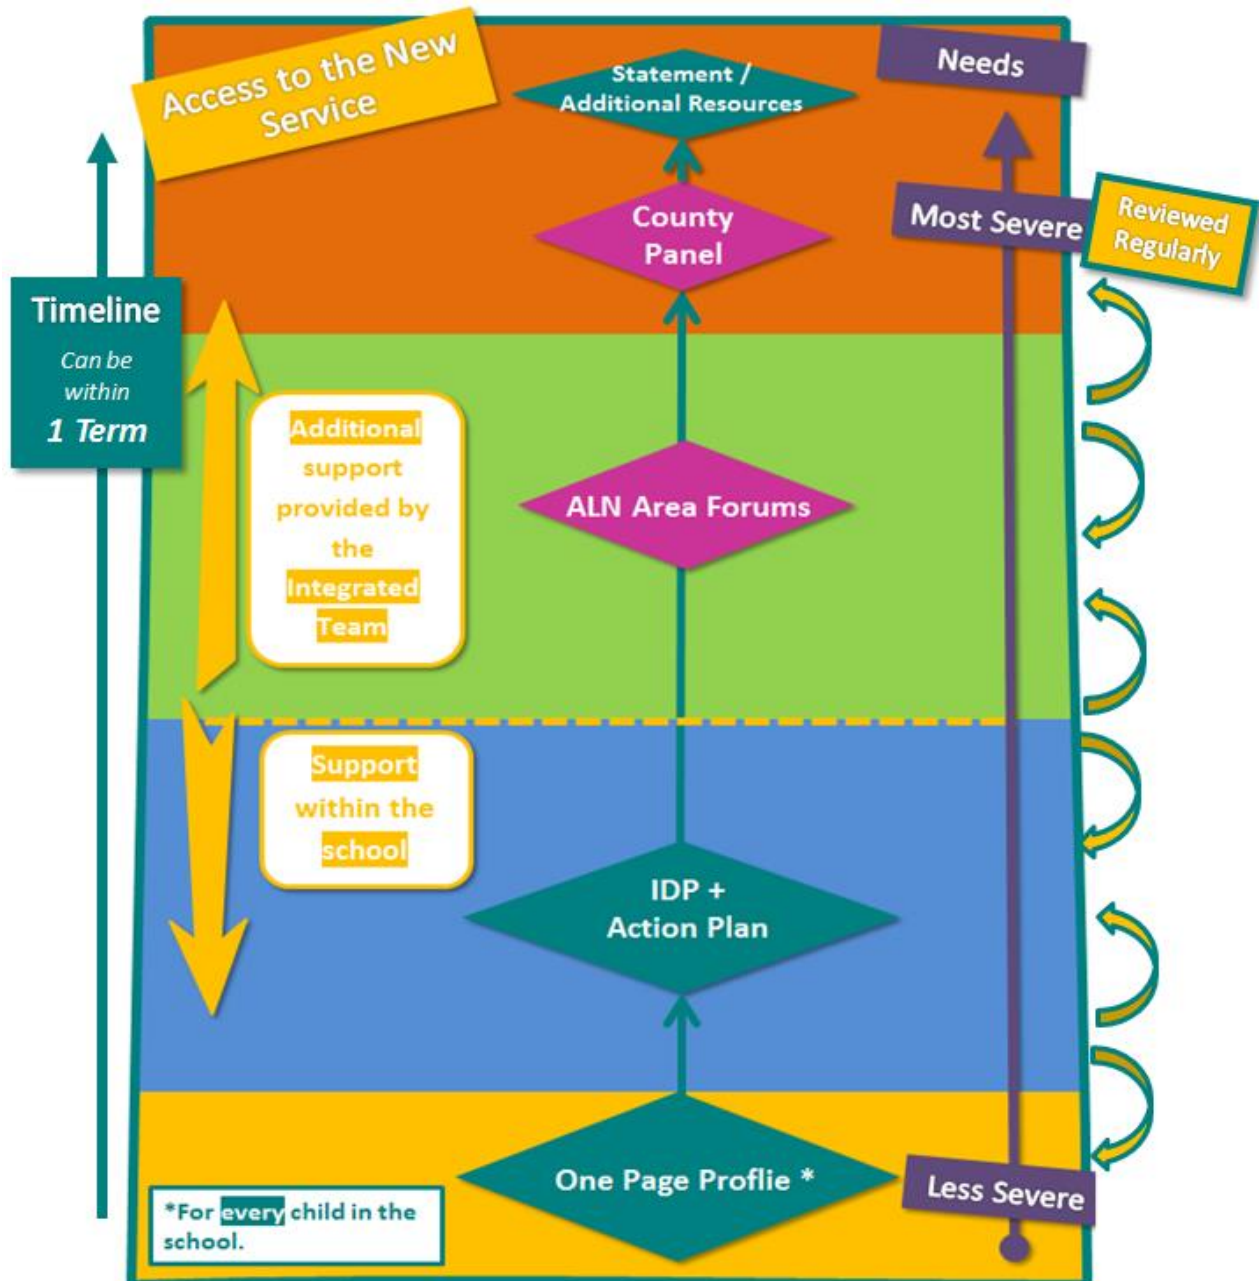 Access to the New
Service
Statement /
Additional Resources
Needs
County
Panel
Most Severe
Reviewed
Regularly
Timeline
Can be
within
1 Term
Additional
support
provided by
the
Integrated
Team
ALN Area Forums
Support
within the
school
IDP +
Action Plan
One Page Proflie *
Less Severe
*For every child in the
school.